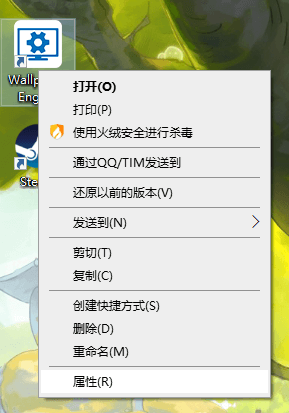 Wallp
Eng
打开(O)
打印(P)
使用火绒安全进行杀毒
通过QQ/TIM发送到
还原以前的版本(V)
Ste
发送到(N)
剪切(T)
复制(C)
创建快捷方式(S)
删除(D)
重命名(M)
属性(R)